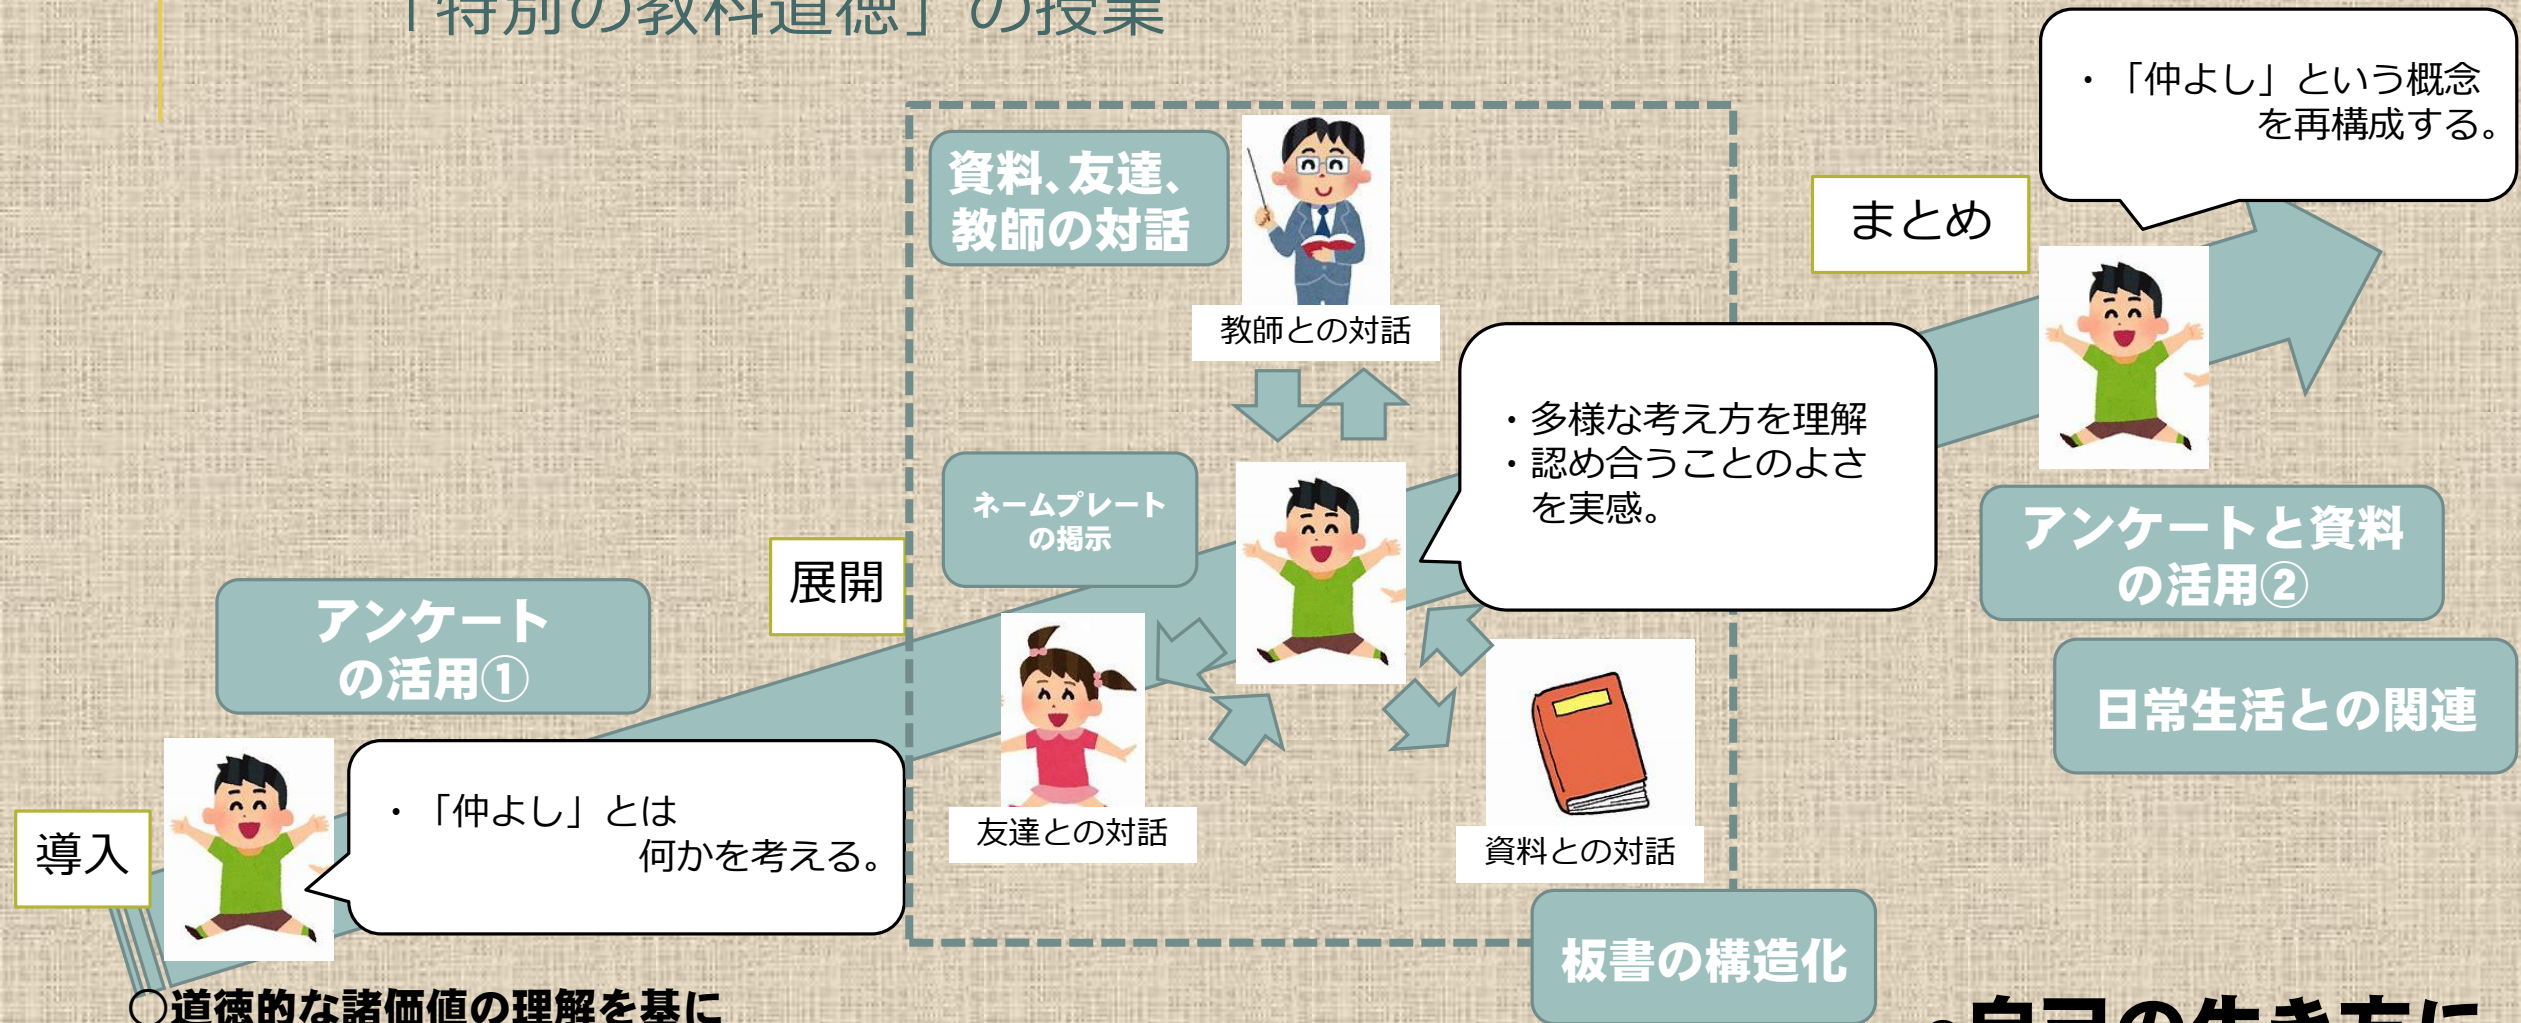 「特別の教科道徳」の授業
・「仲よし」という概念
を再構成する。
資料、友達、
教師の対話
まとめ
教師との対話
・多様な考え方を理解
・認め合うことのよさ
を実感。
ネームプレート
の掲示
展開
アンケートと資料
の活用②
アンケート
の活用①
日常生活との関連
・「仲よし」とは
何かを考える。
導入
友達との対話
資料との対話
板書の構造化
○道徳的な諸価値の理解を基に
自己の生き方に